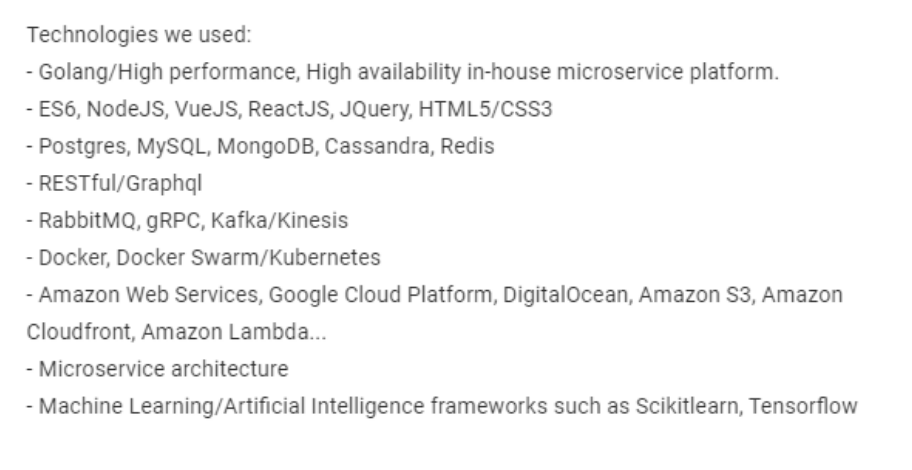 Technologies we used:
- Golang/High performance, High availability in-house microservice platform.
- ES6, NodeJS, VueJS, ReactJS, JQuery, HTML5/CSS3
- Postgres, MySQL, MongoDB, Cassandra, Redis
- RESTful/Graphql
- RabbitMQ, gRPC, Kafka/Kinesis
- Docker, Docker Swarm/Kubernetes
- Amazon Web Services, Google Cloud Platform, DigitalOcean, Amazon S3, Amazon
Cloudfront, Amazon Lambda...
- Microservice architecture
- Machine Learning/Artificial Intelligence frameworks such as Scikitlearn, Tensorflow